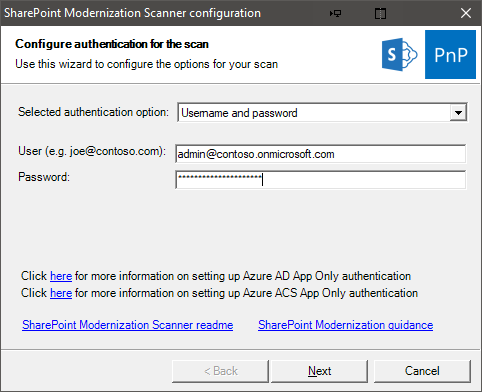 SharePoint Modernization Scanner configuration
Configure authentication for the scan
Use this wizard to configure the options for your scan
S
PnP
Selected authentication option: Username and password
User (e.g. joe@contoso.com): admin@contoso.onmicrosoft.com
Password: *********************
Click here for more information on setting up Azure AD App Only authentication
Click here for more information on setting up Azure ACS App Only authentication
SharePoint Modernization Scanner readme SharePoint Modernization guidance
< Back Next Cancel